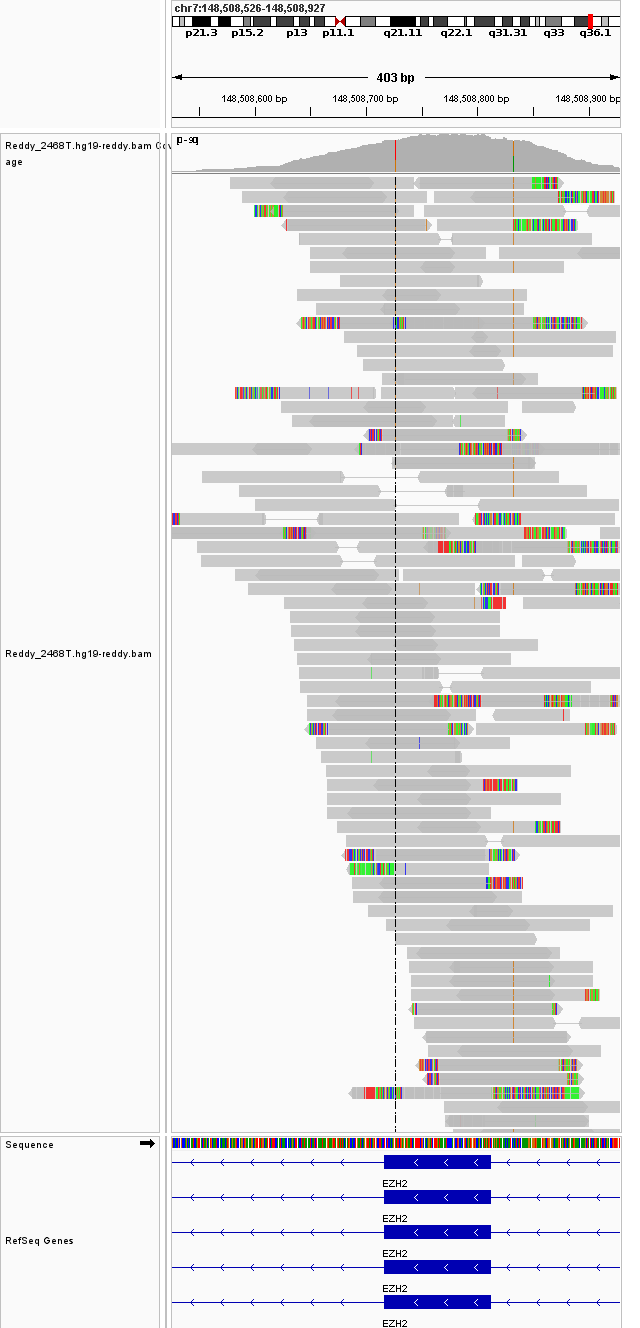 chr7:148,508,526-148,508,927
p21.3 p15.2 p13 p11.1 q21.11 q22.1 q31.31 q33 q36.1
403 bp
148,508,600 bp 148,508,700 bp 148,508,800 bp 148,508,900 bp
Reddy_2468T.hg19-reddy.bam Cov
age
Reddy_2468T.hg19-reddy.bam
Sequence
EZH2
EZH2
RefSeq Genes
EZH2
EZH2
EZH2